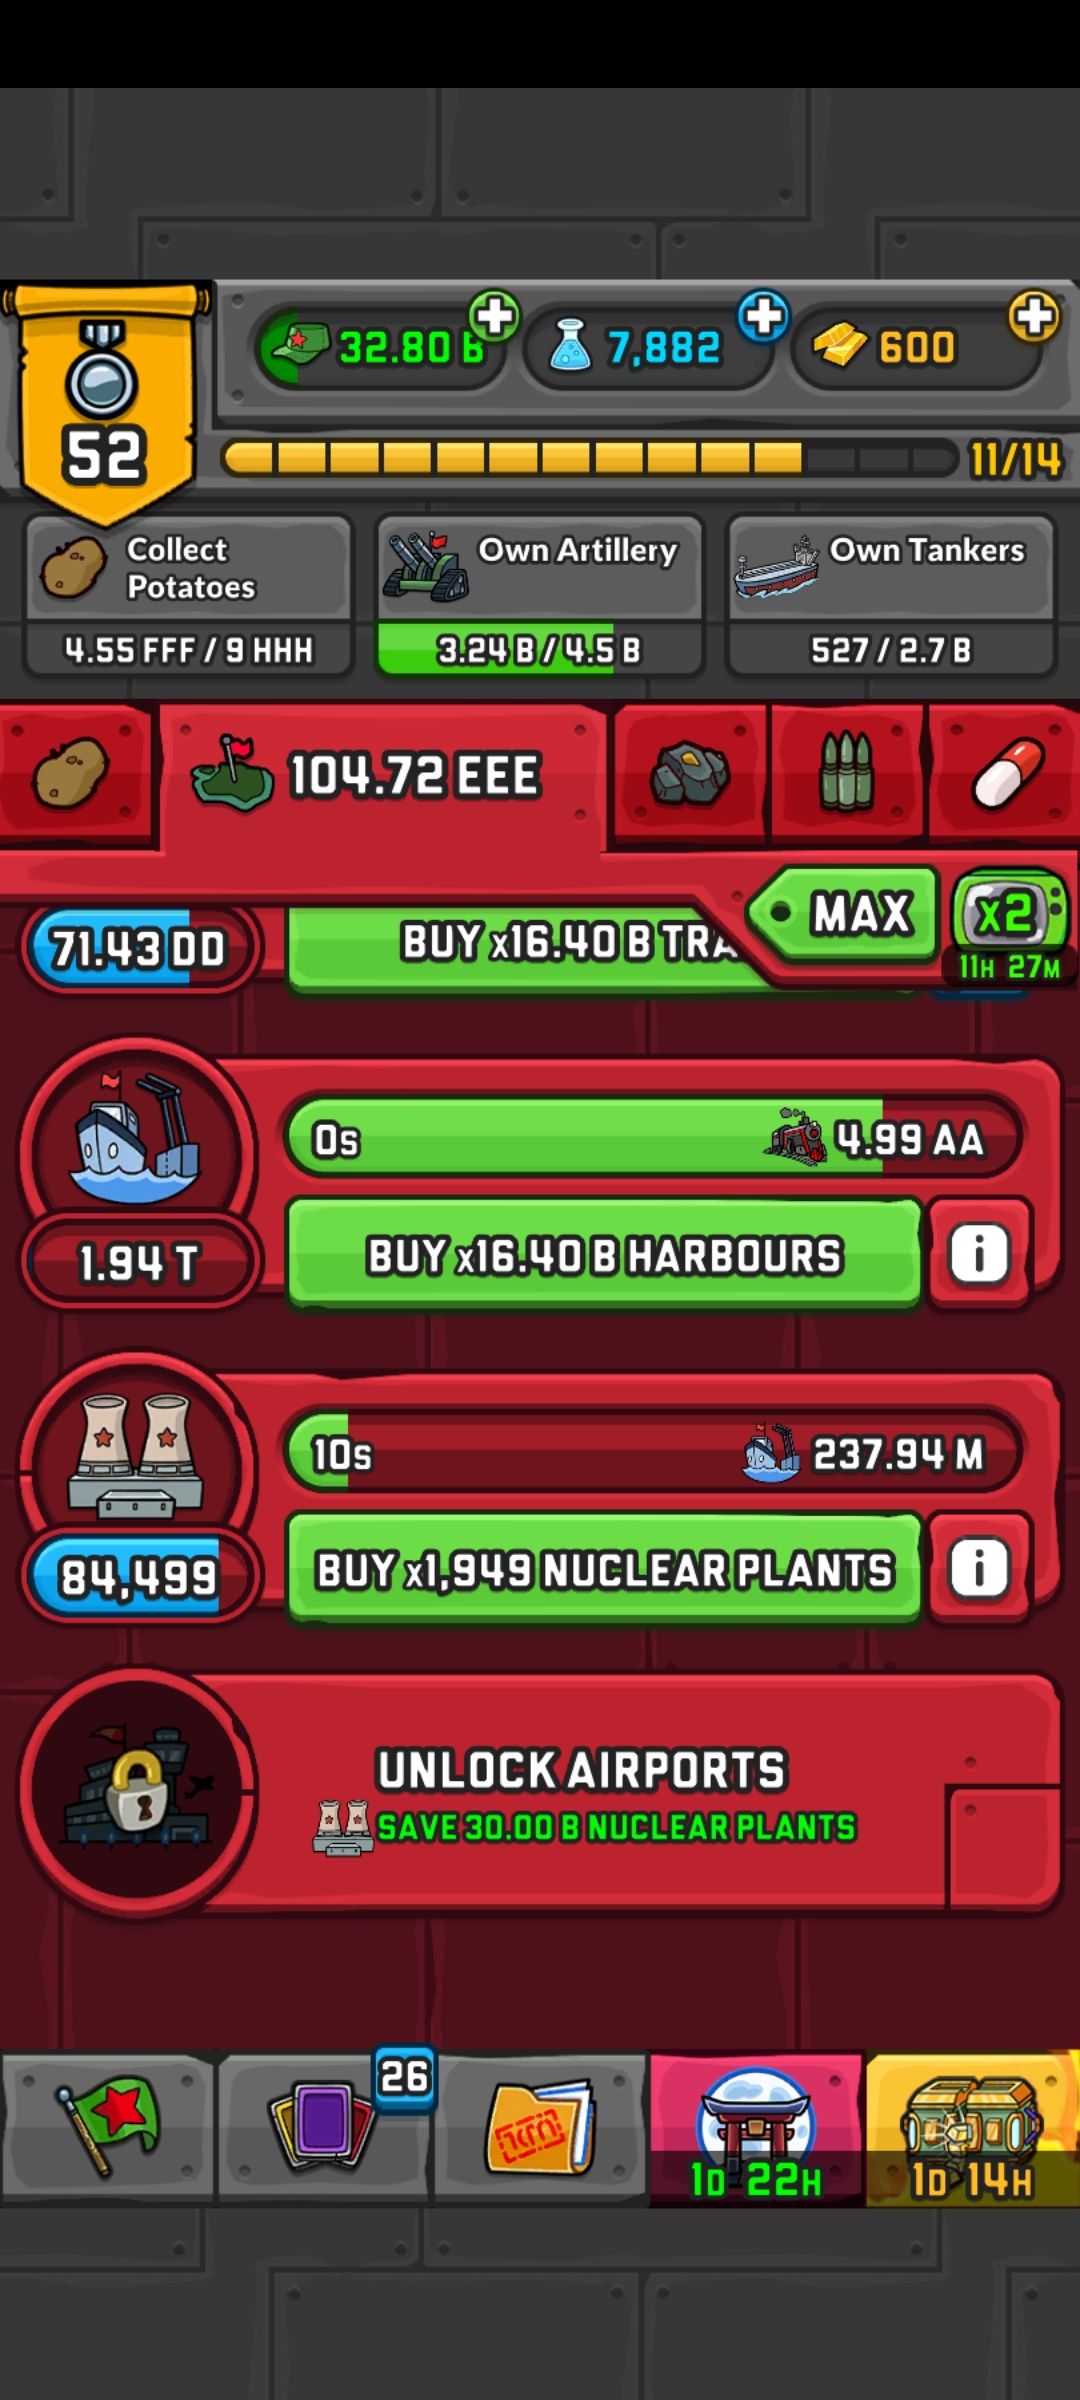 32.80 B
7,882
600
52
11/14
Collect
Potatoes
4.55 FFF / 9 HHH
Own Artillery
3.24 B / 4.5 B
Own Tankers
527 / 2.7 B
104.72 EEE
MAX
x2
11H 27M
71.43 DD
BUY x16.40 B TRA
0s
4.99 AA
1.94 T
BUY x16.40 B HARBOURS
i
10s
237.94 M
84,499
BUY x1,949 NUCLEAR PLANTS
i
UNLOCK AIRPORTS
SAVE 30.00 B NUCLEAR PLANTS
26
1D 22H
1D 14H